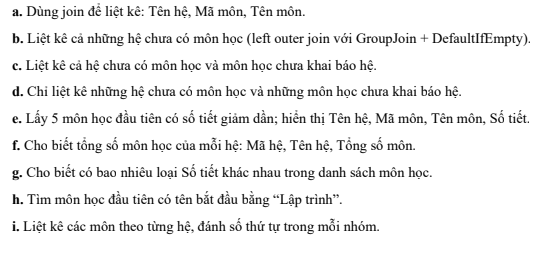 a. Dùng join để liệt kê: Tên hệ, Mã môn, Tên môn.
b. Liệt kê cả những hệ chưa có môn học (left outer join với GroupJoin + DefaultIfEmpty).
c. Liệt kê cả hệ chưa có môn học và môn học chưa khai báo hệ.
d. Chỉ liệt kê những hệ chưa có môn học và những môn học chưa khai báo hệ.
e. Lấy 5 môn học đầu tiên có số tiết giảm dần; hiển thị Tên hệ, Mã môn, Tên môn, Số tiết.
f. Cho biết tổng số môn học của mỗi hệ: Mã hệ, Tên hệ, Tổng số môn.
g. Cho biết có bao nhiêu loại Số tiết khác nhau trong danh sách môn học.
h. Tìm môn học đầu tiên có tên bắt đầu bằng “Lập trình”.
i. Liệt kê các môn theo từng hệ, đánh số thứ tự trong mỗi nhóm.